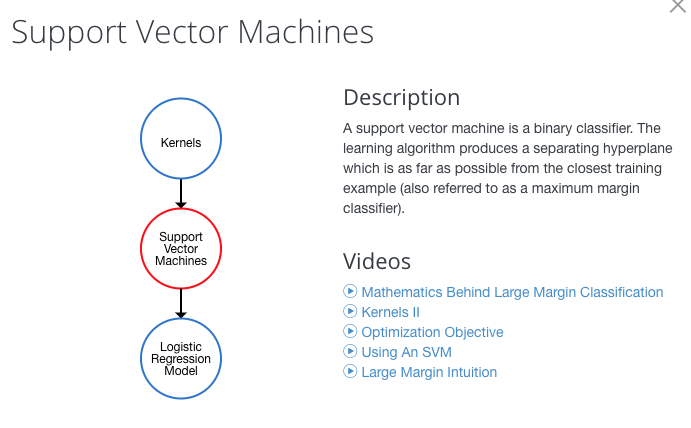 Support Vector Machines
Kernels
Support
Vector
Machines
Logistic
Regression
Model
Description
A support vector machine is a binary classifier. The
learning algorithm produces a separating hyperplane
which is as far as possible from the closest training
example (also referred to as a maximum margin
classifier).
Videos
Mathematics Behind Large Margin Classification
Kernels II
Optimization Objective
Using An SVM
Large Margin Intuition